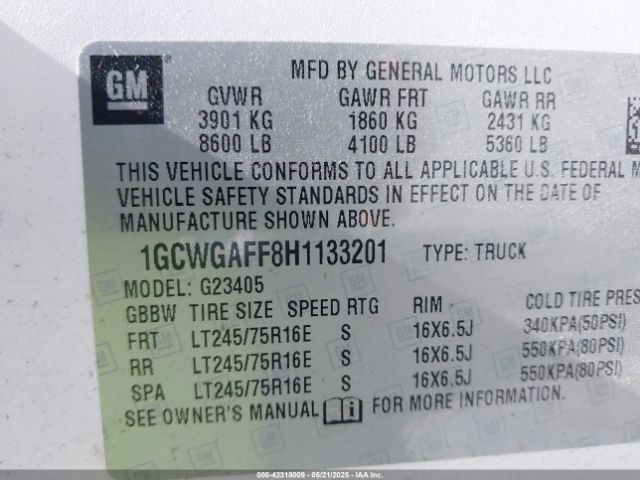 GM
MFD BY GENERAL MOTORS LLC
GVWR GAWR FRT GAWR RR
3901 KG 1860 KG 2431 KG
8600 LB 4100 LB 5360 LB
THIS VEHICLE CONFORMS TO ALL APPLICABLE U.S. FEDERAL M
VEHICLE SAFETY STANDARDS IN EFFECT ON THE DATE OF
MANUFACTURE SHOWN ABOVE.
1GCWGAFF8H1133201 TYPE: TRUCK
MODEL: G23405
GBBW TIRE SIZE SPEED RTG RIM COLD TIRE PRES
FRT LT245/75R16E S 16X6.5J 340KPA(50PSI)
RR LT245/75R16E S 16X6.5J 550KPA(80PSI)
SPA LT245/75R16E S 16X6.5J 550KPA(80PSI)
SEE OWNER'S MANUAL FOR MORE INFORMATION.
000-42318009 - 05/21/2025 - IAAI.COM